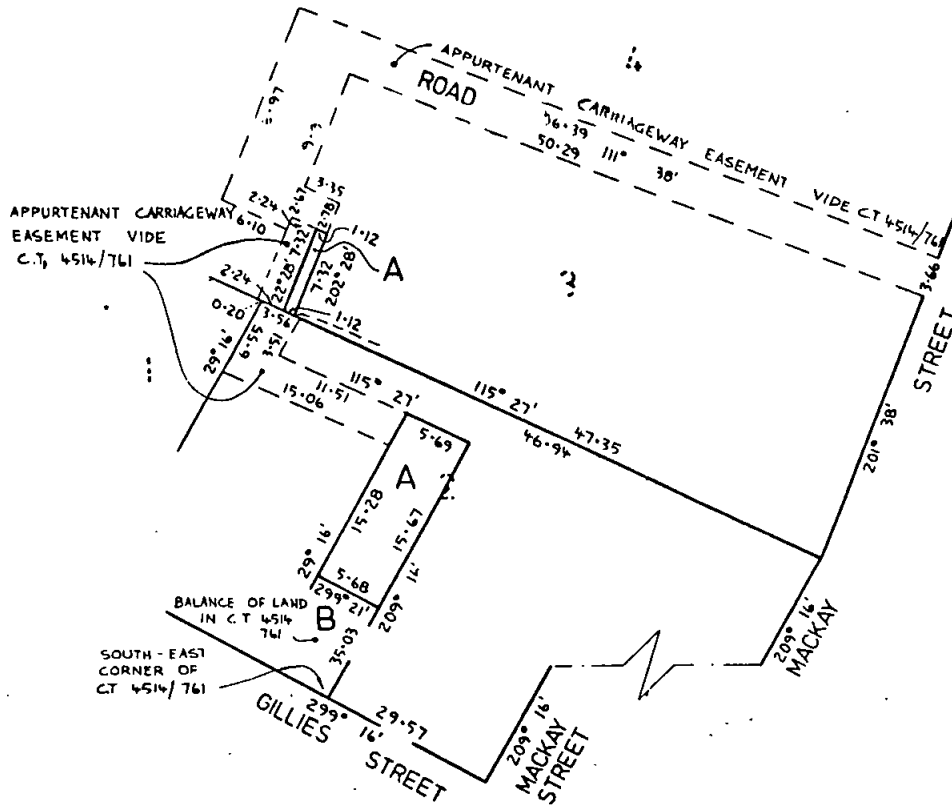 APPURTENANT CARRIAGEWAY EASEMENT VIDE C.T 4514/761
ROAD
36.39
50.29 111° 38'
5.97
9.3
3.35
2.67
2.78
2.24
6.10
1.12
7.32
22° 28'
7.32
202° 28'
A
APPURTENANT CARRIAGEWAY
EASEMENT VIDE
C.T, 4514/761
2.24
0.20
3.56
1.12
3.51
6.55
29° 16'
3.66
STREET
201° 38'
115° 27'
11.51
15.06
115° 27'
47.35
46.94
5.69
A
15.28
15.67
29° 16'
5.68
299° 21'
209° 16'
B
BALANCE OF LAND
IN C.T 4514
761
35.03
SOUTH-EAST
CORNER OF
C.T 4514/761
GILLIES
STREET
299° 16'
29.57
209° 16'
MACKAY
STREET
209° 16'
MACKAY